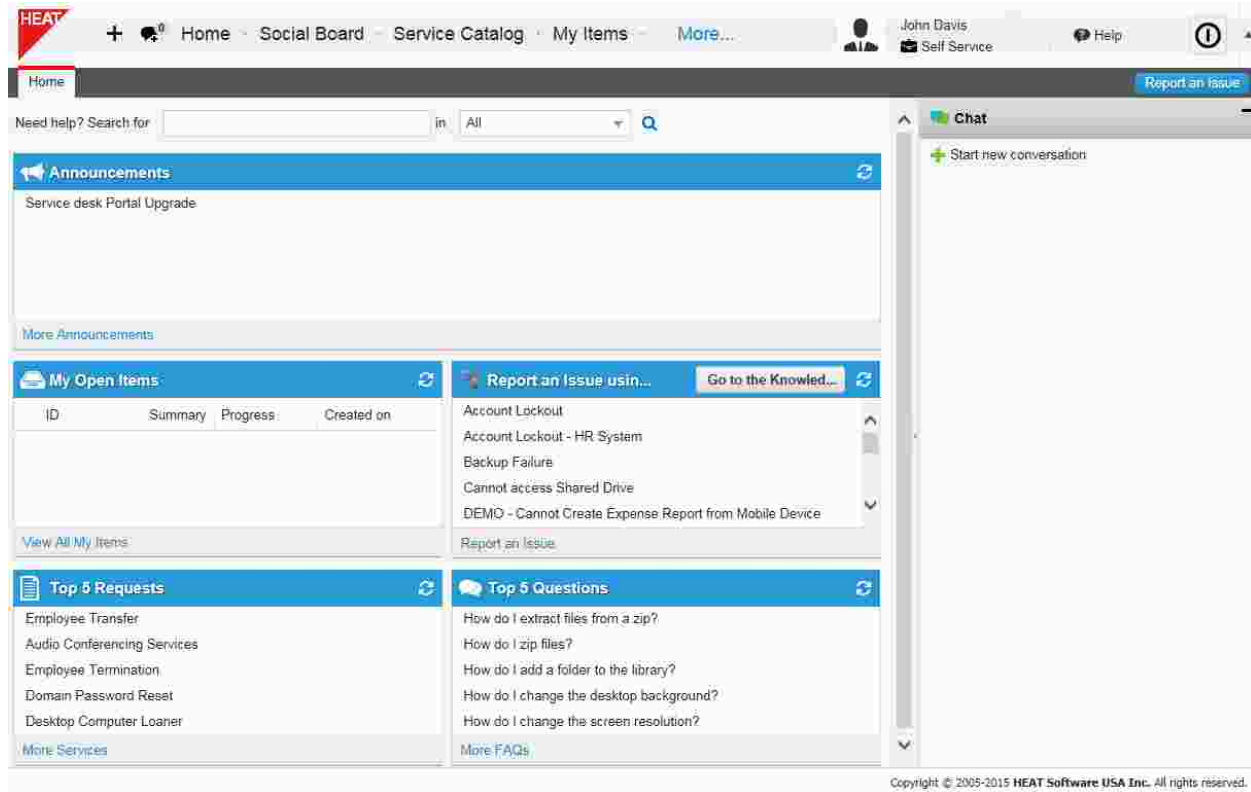 HEAT
0 Home Social Board Service Catalog My Items More...
John Davis
Self Service
Help
Home
Report an Issue
Need help? Search for in All
Chat
Start new conversation
Announcements
Service desk Portal Upgrade
More Announcements
My Open Items
ID Summary Progress Created on
View All My Items
Report an Issue usin... Go to the Knowled...
Account Lockout
Account Lockout - HR System
Backup Failure
Cannot access Shared Drive
DEMO - Cannot Create Expense Report from Mobile Device
Report an Issue
Top 5 Requests
Employee Transfer
Audio Conferencing Services
Employee Termination
Domain Password Reset
Desktop Computer Loaner
More Services
Top 5 Questions
How do I extract files from a zip?
How do I zip files?
How do I add a folder to the library?
How do I change the desktop background?
How do I change the screen resolution?
More FAQs
Copyright © 2005-2015 HEAT Software USA Inc. All rights reserved.